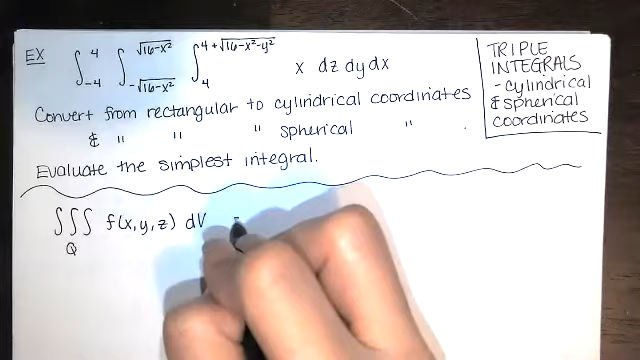 EX ∫_{-4}^{4} ∫_{-√(16-x²)}^{√(16-x²)} ∫_{4}^{4+√(16-x²-y²)} x dz dy dx
Convert from rectangular to cylindrical coordinates
& " " " spherical " .
Evaluate the simplest integral.
TRIPLE
INTEGRALS
- cylindrical
& spherical
coordinates
∫∫∫_Q f(x,y,z) dV